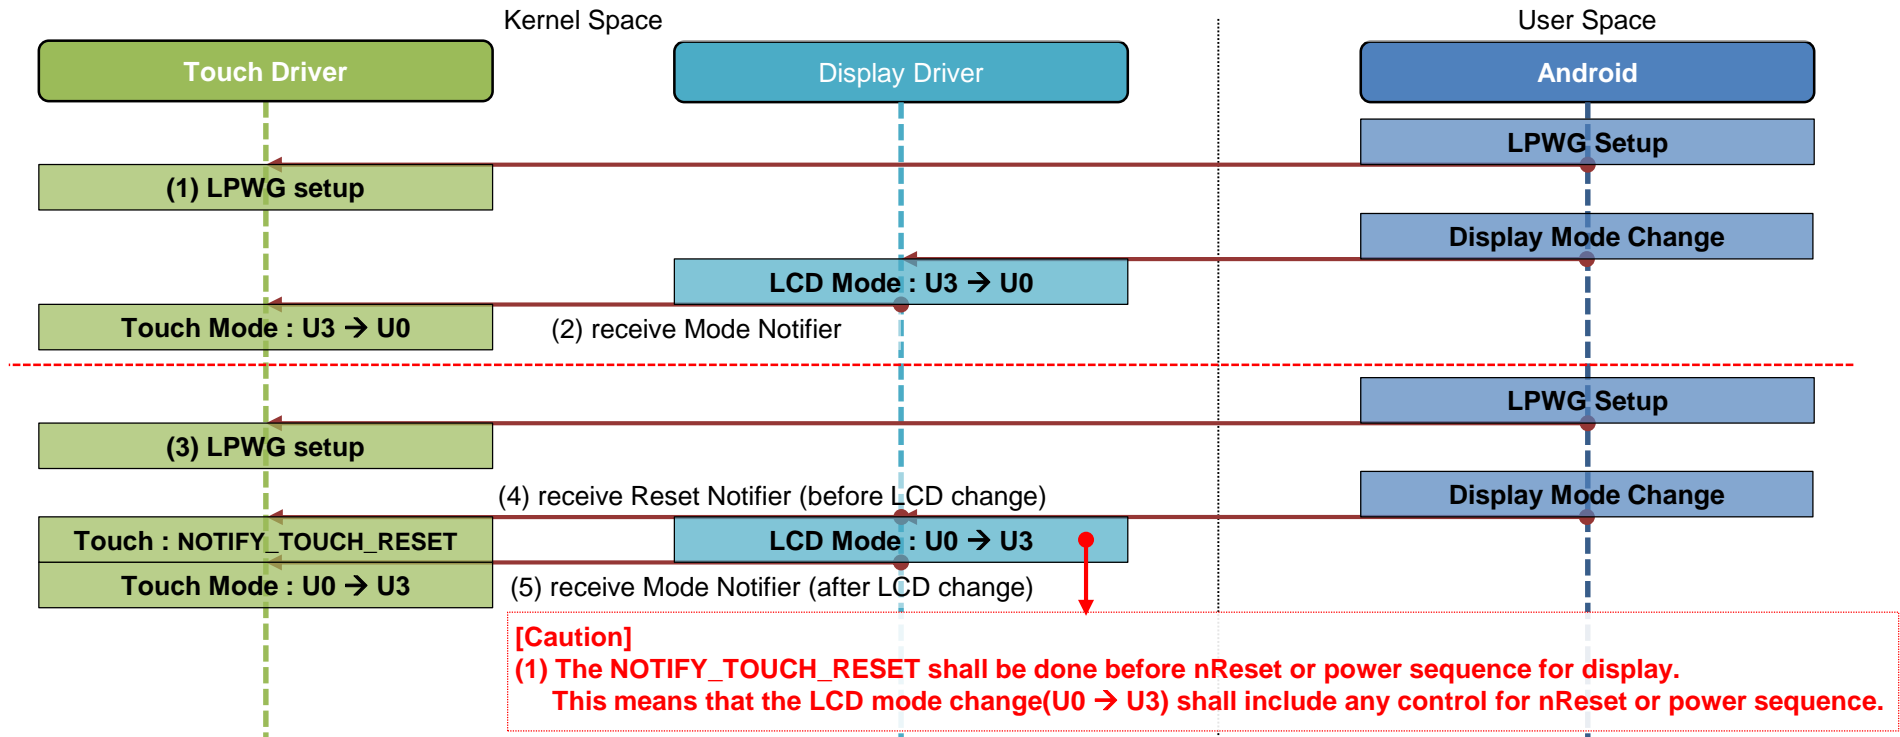 Kernel Space
User Space
Touch Driver
Display Driver
Android
LPWG Setup
(1) LPWG setup
Display Mode Change
LCD Mode : U3 → U0
Touch Mode : U3 → U0
(2) receive Mode Notifier
LPWG Setup
(3) LPWG setup
(4) receive Reset Notifier (before LCD change)
Display Mode Change
Touch : NOTIFY_TOUCH_RESET
LCD Mode : U0 → U3
Touch Mode : U0 → U3
(5) receive Mode Notifier (after LCD change)
[Caution]
(1) The NOTIFY_TOUCH_RESET shall be done before nReset or power sequence for display.
This means that the LCD mode change(U0 → U3) shall include any control for nReset or power sequence.